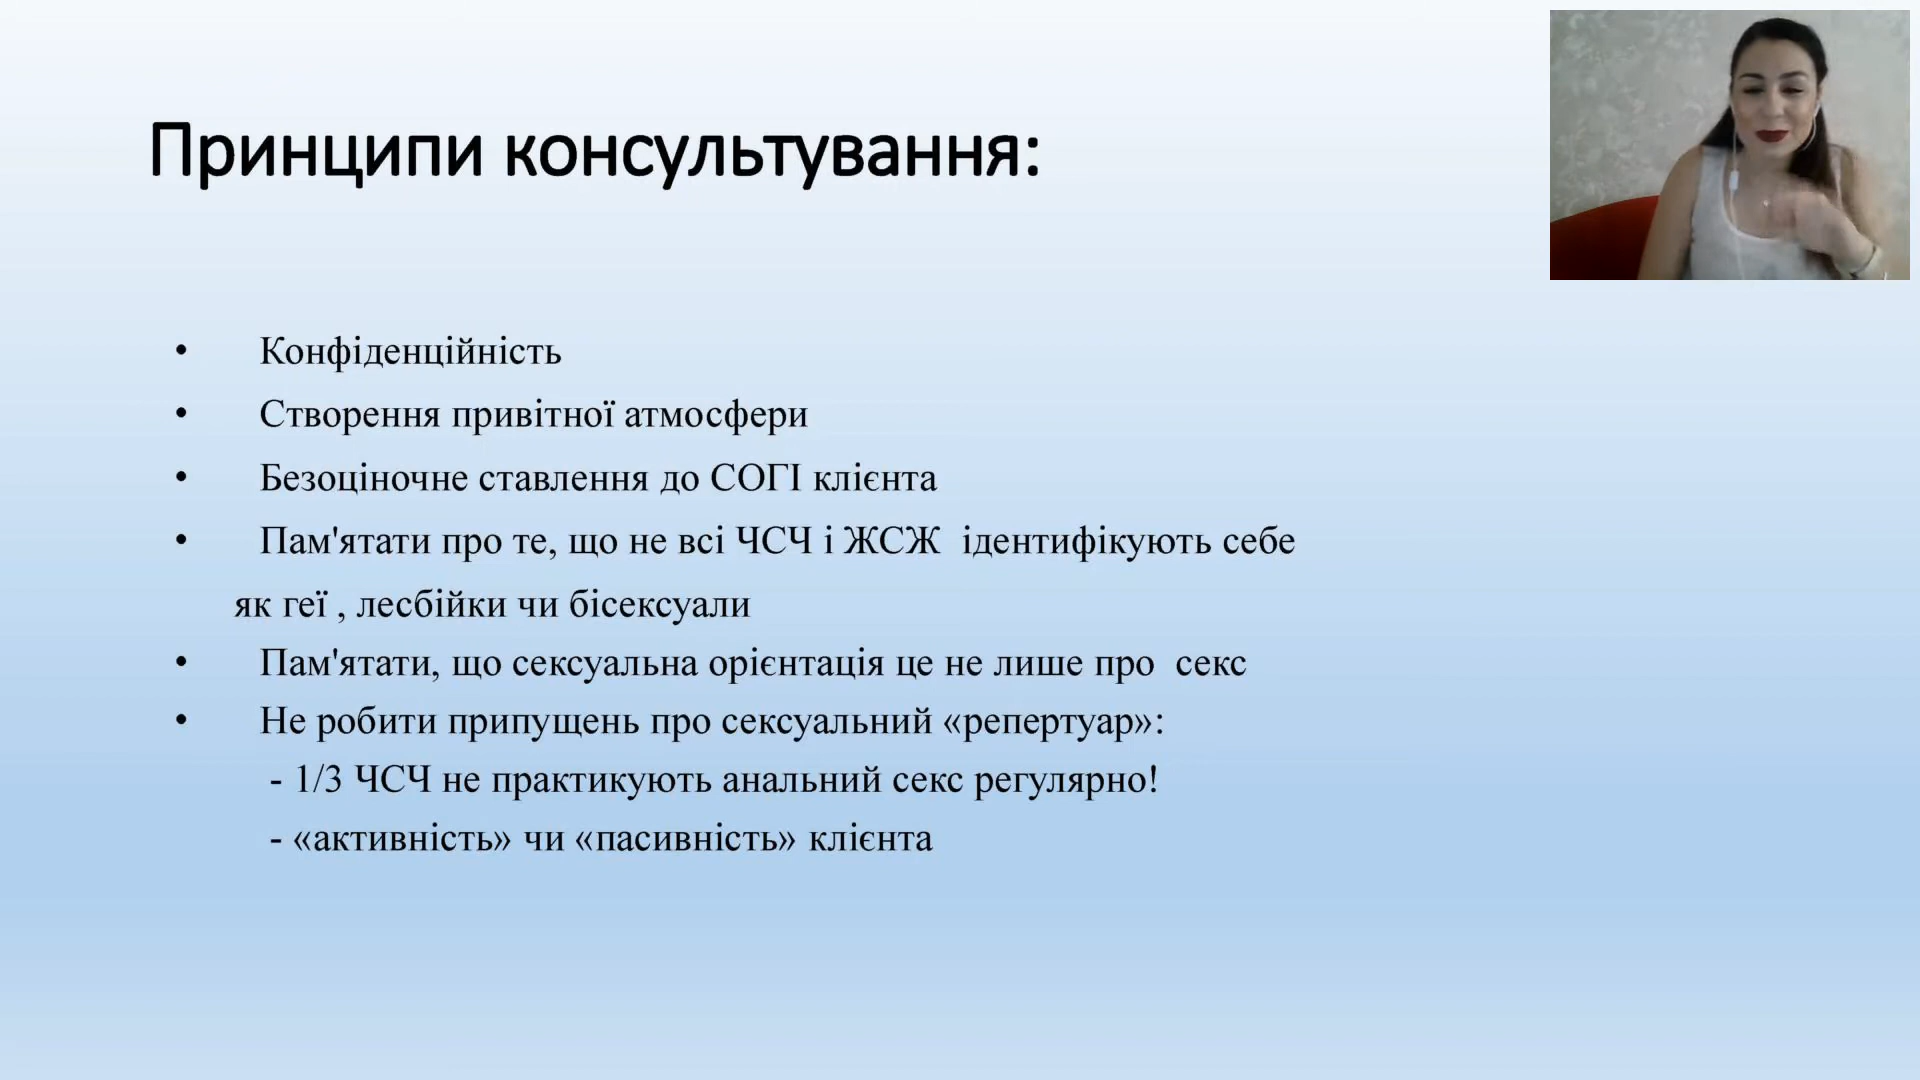 Принципи консультування:
• Конфіденційність
• Створення привітної атмосфери
• Безоціночне ставлення до СОГІ клієнта
• Пам'ятати про те, що не всі ЧСЧ і ЖСЖ ідентифікують себе
як геї , лесбійки чи бісексуали
• Пам'ятати, що сексуальна орієнтація це не лише про секс
• Не робити припущень про сексуальний «репертуар»:
- 1/3 ЧСЧ не практикують анальний секс регулярно!
- «активність» чи «пасивність» клієнта